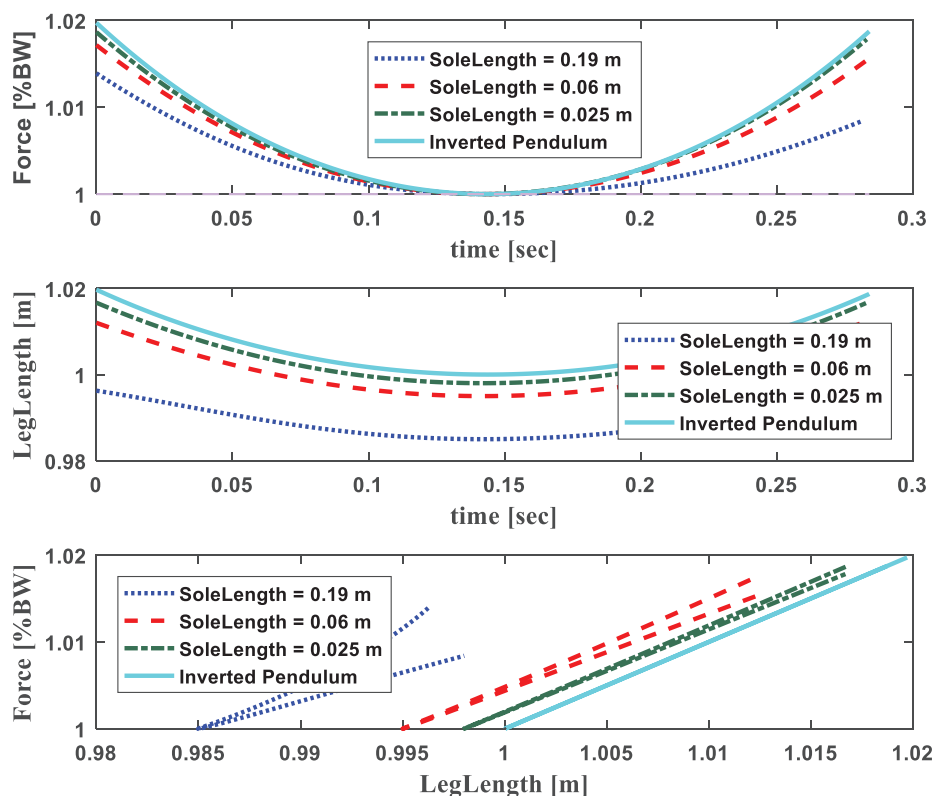 1.02
1.01
1
Force [%BW]
SoleLength = 0.19 m
SoleLength = 0.06 m
SoleLength = 0.025 m
Inverted Pendulum
0 0.05 0.1 0.15 0.2 0.25 0.3
time [sec]
1.02
1
0.98
LegLength [m]
SoleLength = 0.19 m
SoleLength = 0.06 m
SoleLength = 0.025 m
Inverted Pendulum
0 0.05 0.1 0.15 0.2 0.25 0.3
time [sec]
1.02
1.01
1
Force [%BW]
SoleLength = 0.19 m
SoleLength = 0.06 m
SoleLength = 0.025 m
Inverted Pendulum
0.98 0.985 0.99 0.995 1 1.005 1.01 1.015 1.02
LegLength [m]